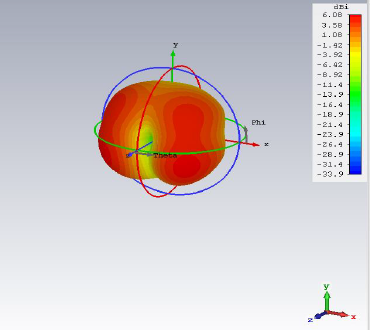 dBi
6.08
3.58
1.08
-1.42
-3.92
-6.42
-8.92
-11.4
-13.9
-16.4
-18.9
-21.4
-23.9
-26.4
-28.9
-31.4
-33.9
y
Phi
x
Theta
y
z
x